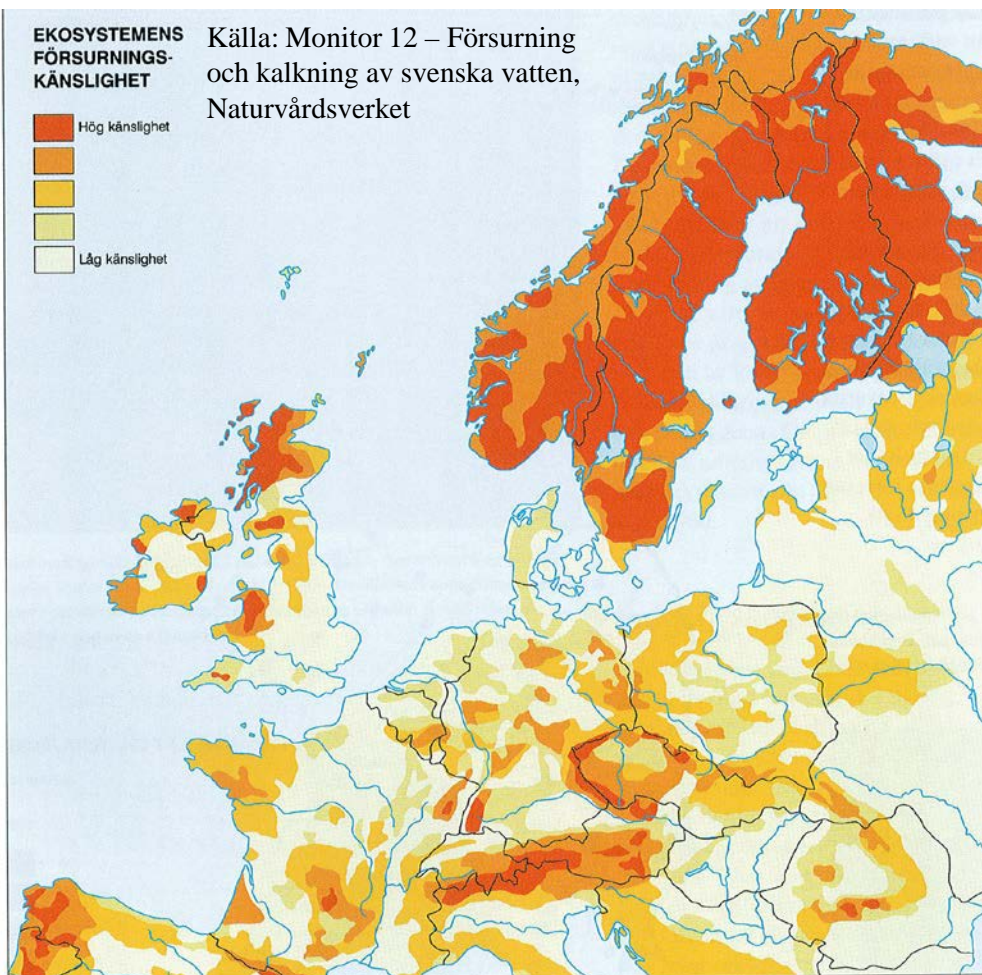 EKOSYSTEMENS
FÖRSURNINGS-
KÄNSLIGHET
Hög känslighet
Låg känslighet
Källa: Monitor 12 – Försurning
och kalkning av svenska vatten,
Naturvårdsverket